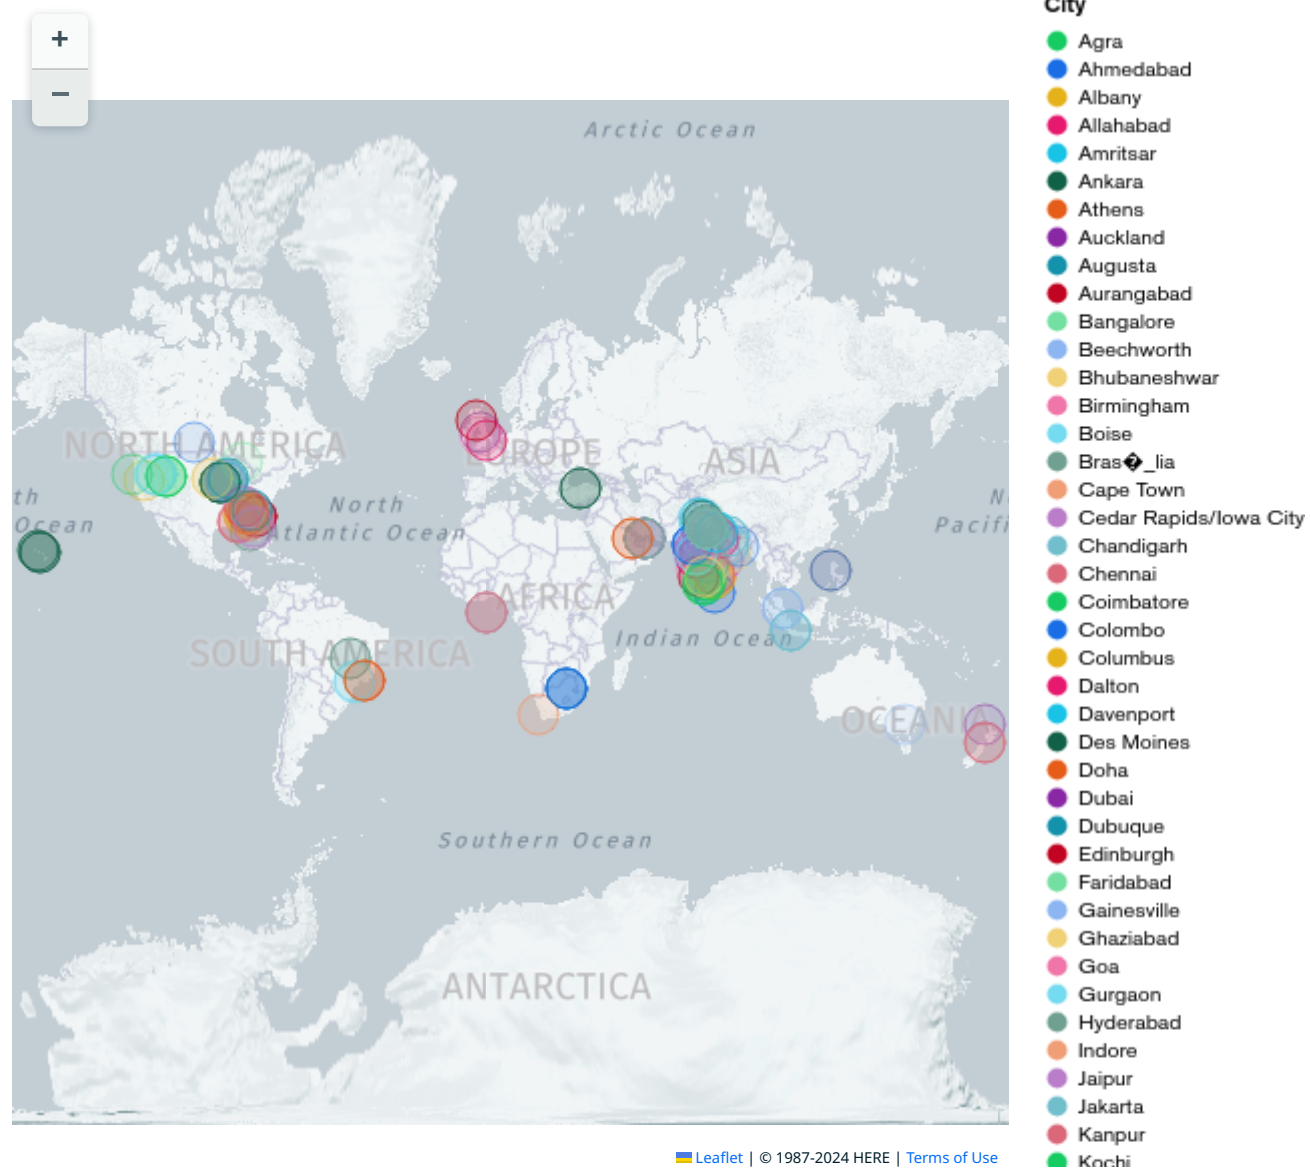 +
−
Arctic Ocean
NORTH AMERICA
EUROPE
ASIA
th
Ocean
North
Atlantic Ocean
N
Pacifi
AFRICA
SOUTH AMERICA
Indian Ocean
OCEANIA
Southern Ocean
ANTARCTICA
Leaflet | © 1987-2024 HERE | Terms of Use
City
Agra
Ahmedabad
Albany
Allahabad
Amritsar
Ankara
Athens
Auckland
Augusta
Aurangabad
Bangalore
Beechworth
Bhubaneshwar
Birmingham
Boise
Bras�_lia
Cape Town
Cedar Rapids/Iowa City
Chandigarh
Chennai
Coimbatore
Colombo
Columbus
Dalton
Davenport
Des Moines
Doha
Dubai
Dubuque
Edinburgh
Faridabad
Gainesville
Ghaziabad
Goa
Gurgaon
Hyderabad
Indore
Jaipur
Jakarta
Kanpur
Kochi